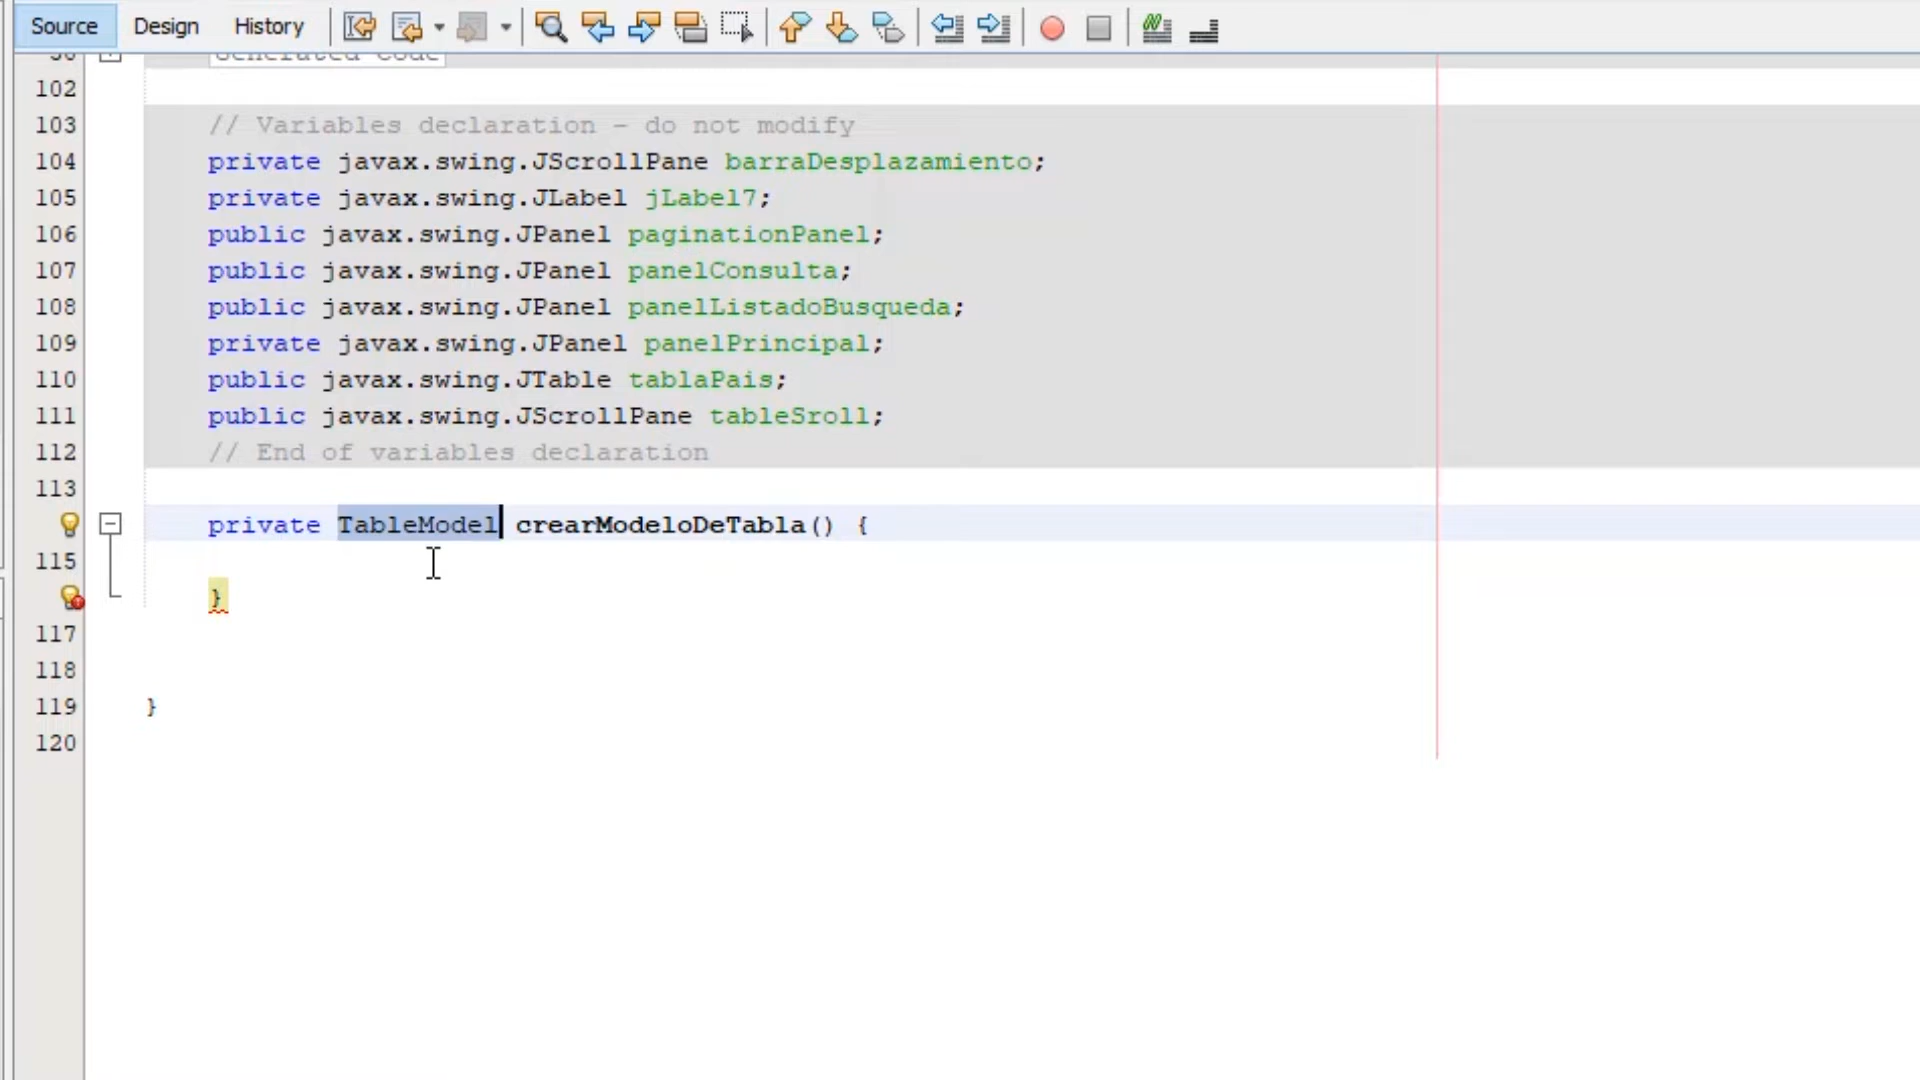 Source Design History
Generated Code
102
103 // Variables declaration - do not modify
104 private javax.swing.JScrollPane barraDesplazamiento;
105 private javax.swing.JLabel jLabel7;
106 public javax.swing.JPanel paginationPanel;
107 public javax.swing.JPanel panelConsulta;
108 public javax.swing.JPanel panelListadoBusqueda;
109 private javax.swing.JPanel panelPrincipal;
110 public javax.swing.JTable tablaPais;
111 public javax.swing.JScrollPane tableSroll;
112 // End of variables declaration
113
private TableModel crearModeloDeTabla() {
115
}
117
118
119 }
120